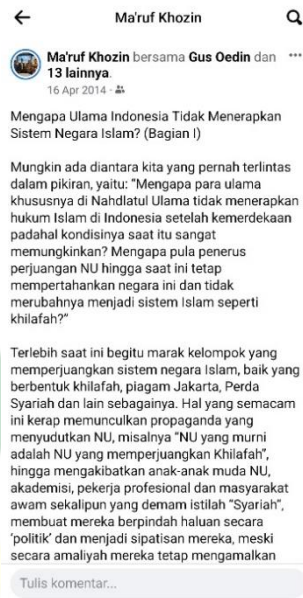 Ma'ruf Khozin
Ma'ruf Khozin bersama Gus Oedin dan
13 lainnya.
16 Apr 2014
Mengapa Ulama Indonesia Tidak Menerapkan
Sistem Negara Islam? (Bagian I)
Mungkin ada diantara kita yang pernah terlintas
dalam pikiran, yaitu: "Mengapa para ulama
khususnya di Nahdlatul Ulama tidak menerapkan
hukum Islam di Indonesia setelah kemerdekaan
padahal kondisinya saat itu sangat
memungkinkan? Mengapa pula penerus
perjuangan NU hingga saat ini tetap
mempertahankan negara ini dan tidak
merubahnya menjadi sistem Islam seperti
khilafah?"
Terlebih saat ini begitu marak kelompok yang
memperjuangkan sistem negara Islam, baik yang
berbentuk khilafah, piagam Jakarta, Perda
Syariah dan lain sebagainya. Hal yang semacam
ini kerap memunculkan propaganda yang
menyudutkan NU, misalnya "NU yang murni
adalah NU yang memperjuangkan Khilafah",
hingga mengakibatkan anak-anak muda NU,
akademisi, pekerja profesional dan masyarakat
awam sekalipun yang demam istilah "Syariah",
membuat mereka berpindah haluan secara
'politik' dan menjadi sipatisan mereka, meski
secara amaliyah mereka tetap mengamalkan
Tulis komentar...